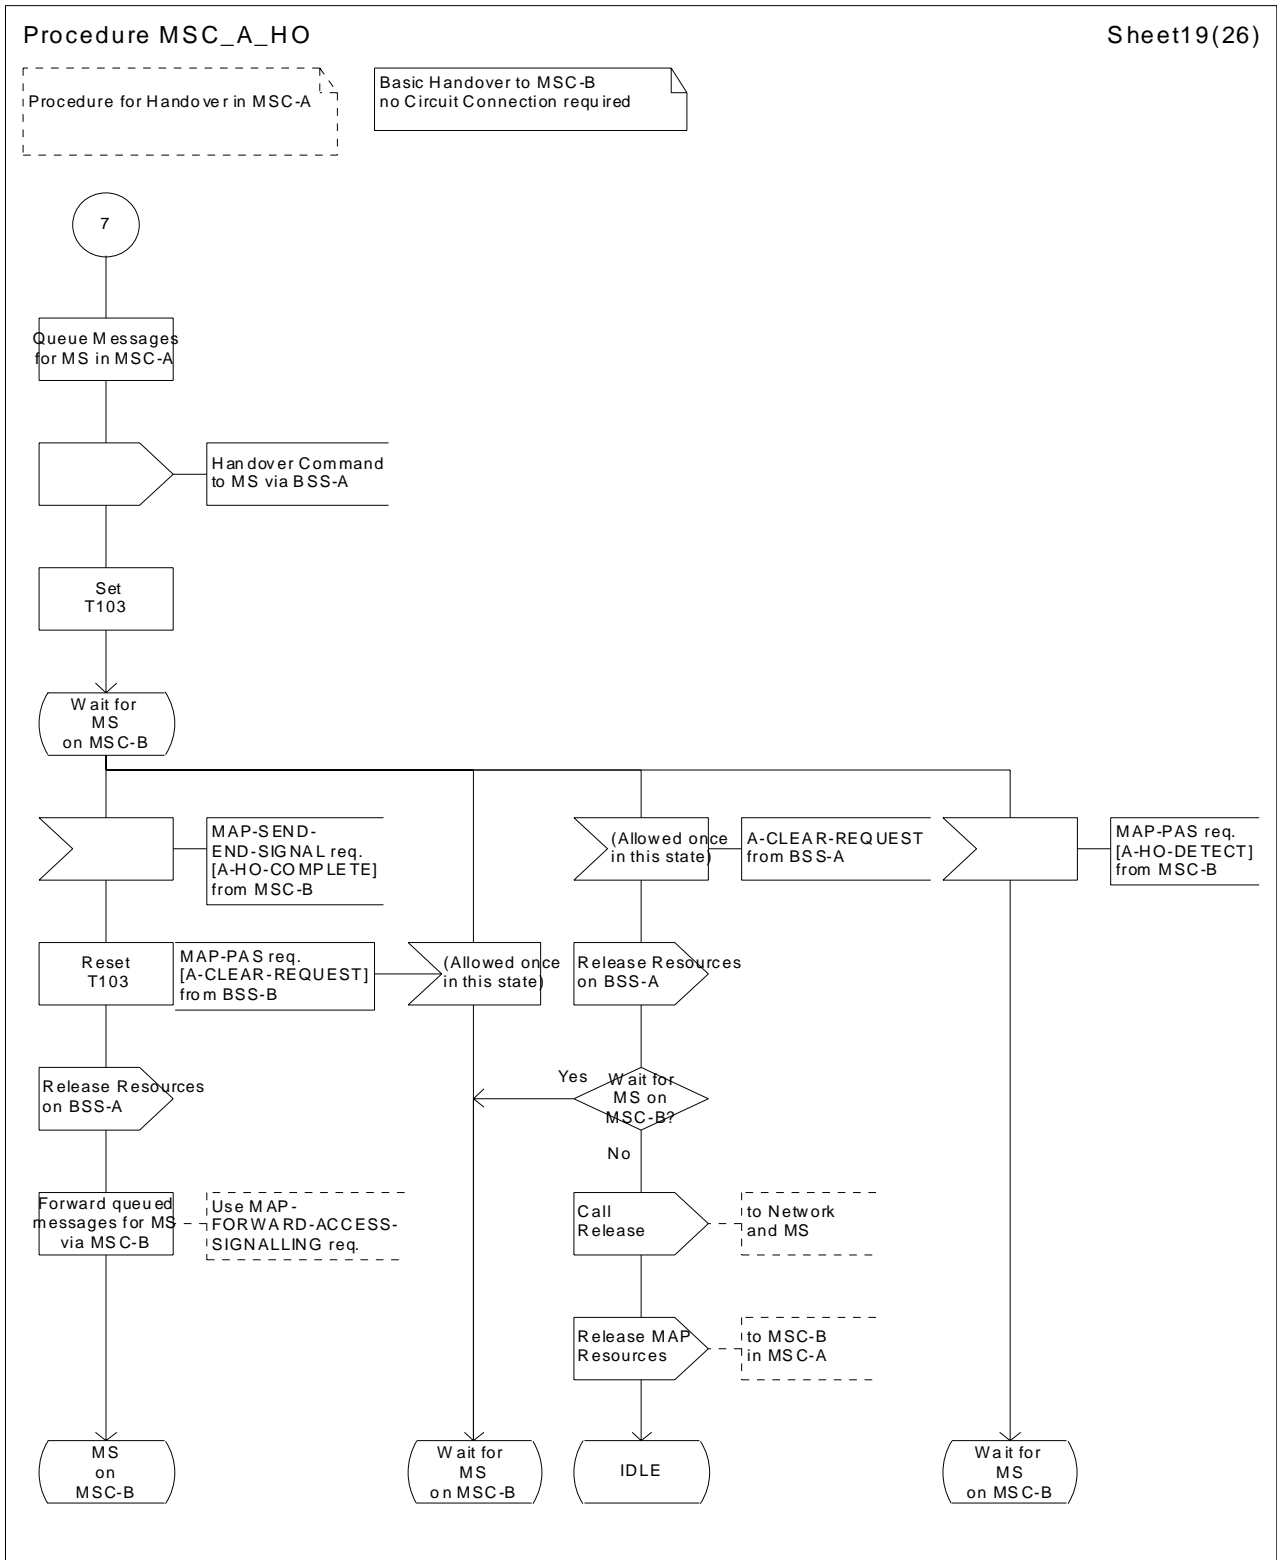 Procedure MSC_A_HO
Sheet19(26)
Procedure for Handover in MSC-A
Basic Handover to MSC-B
no Circuit Connection required
7
Queue Messages
for MS in MSC-A
Handover Command
to MS via BSS-A
Set
T103
Wait for
MS
on MSC-B
MAP-SEND-
END-SIGNAL req.
[A-HO-COMPLETE]
from MSC-B
(Allowed once
in this state)
A-CLEAR-REQUEST
from BSS-A
MAP-PAS req.
[A-HO-DETECT]
from MSC-B
Reset
T103
MAP-PAS req.
[A-CLEAR-REQUEST]
from BSS-B
(Allowed once
in this state)
Release Resources
on BSS-A
Release Resources
on BSS-A
Yes
Wait for
MS on
MSC-B?
No
Forward queued
messages for MS
via MSC-B
Use MAP-
FORWARD-ACCESS-
SIGNALLING req.
Call
Release
to Network
and MS
Release MAP
Resources
to MSC-B
in MSC-A
MS
on
MSC-B
Wait for
MS
on MSC-B
IDLE
Wait for
MS
on MSC-B